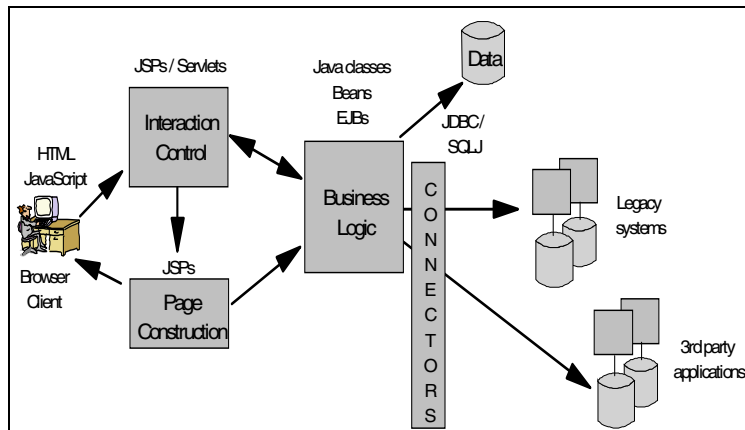 JSPs / Servlets
Interaction
Control
HTML
JavaScript
Browser
Client
JSPs
Page
Construction
Java classes
Beans
EJBs
Business
Logic
Data
JDBC/
SQLJ
CONNECTORS
Legacy
systems
3rd party
applications